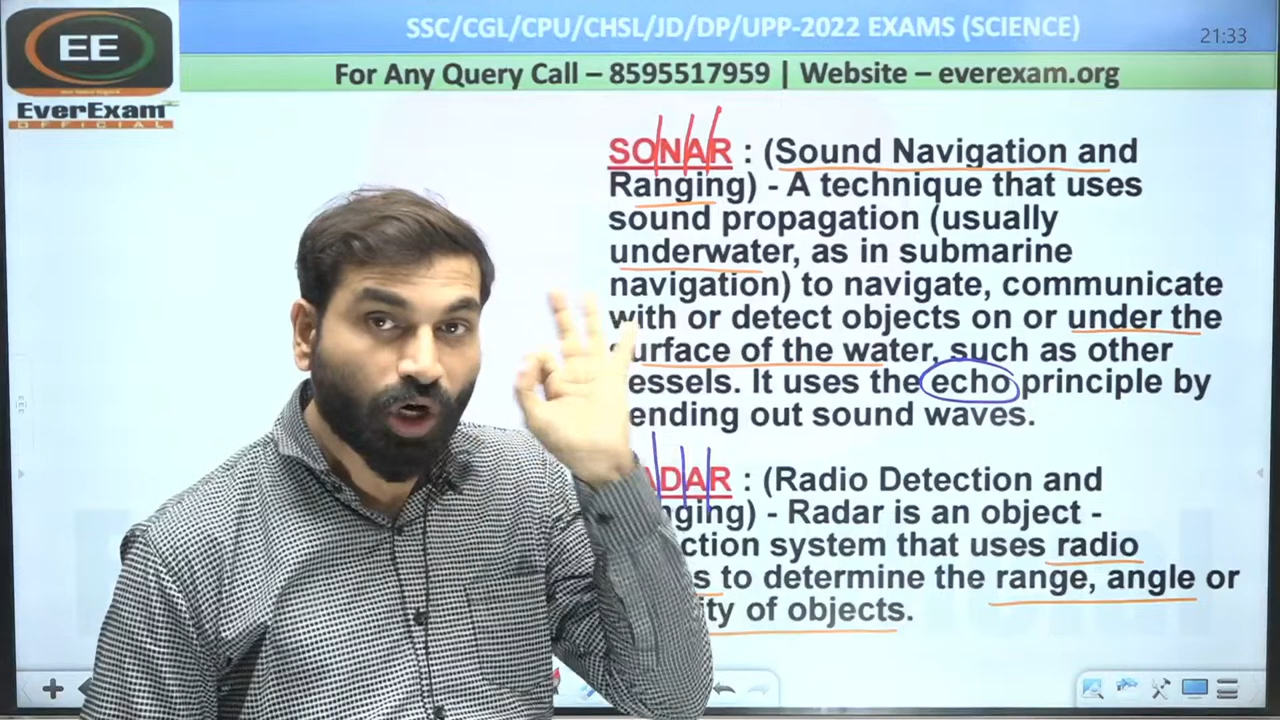 EE
EverExam
OFFICIAL
SSC/CGL/CPU/CHSL/JD/DP/UPP-2022 EXAMS (SCIENCE)
21:33
For Any Query Call – 8595517959 | Website – everexam.org
SONAR : (Sound Navigation and
Ranging) - A technique that uses
sound propagation (usually
underwater, as in submarine
navigation) to navigate, communicate
with or detect objects on or under the
urface of the water, such as other
essels. It uses the echo principle by
ending out sound waves.
ADAR : (Radio Detection and
nging) - Radar is an object -
ction system that uses radio
s to determine the range, angle or
ity of objects.